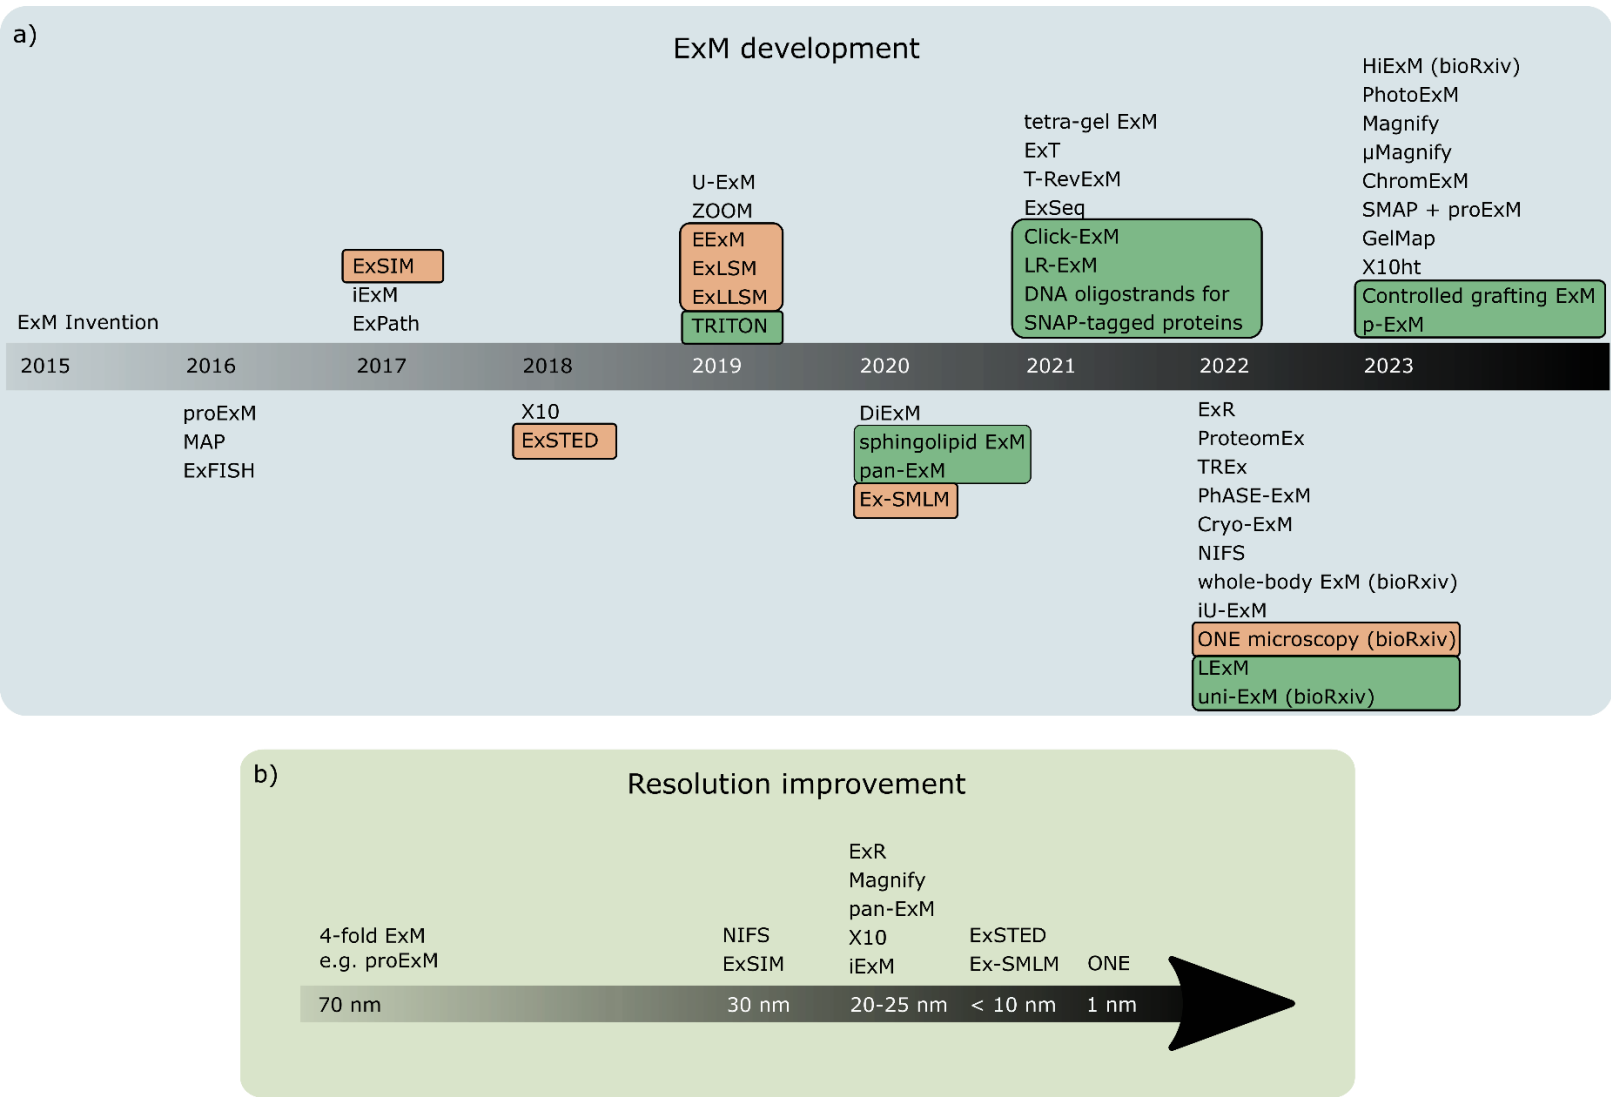 a)
ExM development
ExM Invention
ExSIM
iExM
ExPath
U-ExM
ZOOM
EExM
ExLSM
ExLLSM
TRITON
tetra-gel ExM
ExT
T-RevExM
ExSeq
Click-ExM
LR-ExM
DNA oligostrands for
SNAP-tagged proteins
HiExM (bioRxiv)
PhotoExM
Magnify
µMagnify
ChromExM
SMAP + proExM
GelMap
X10ht
Controlled grafting ExM
p-ExM
2015 2016 2017 2018 2019 2020 2021 2022 2023
proExM
MAP
ExFISH
X10
ExSTED
DiExM
sphingolipid ExM
pan-ExM
Ex-SMLM
ExR
ProteomEx
TREx
PhASE-ExM
Cryo-ExM
NIFS
whole-body ExM (bioRxiv)
iU-ExM
ONE microscopy (bioRxiv)
LExM
uni-ExM (bioRxiv)
b)
Resolution improvement
4-fold ExM
e.g. proExM
NIFS
ExSIM
ExR
Magnify
pan-ExM
X10
iExM
ExSTED
Ex-SMLM
ONE
70 nm 30 nm 20-25 nm < 10 nm 1 nm